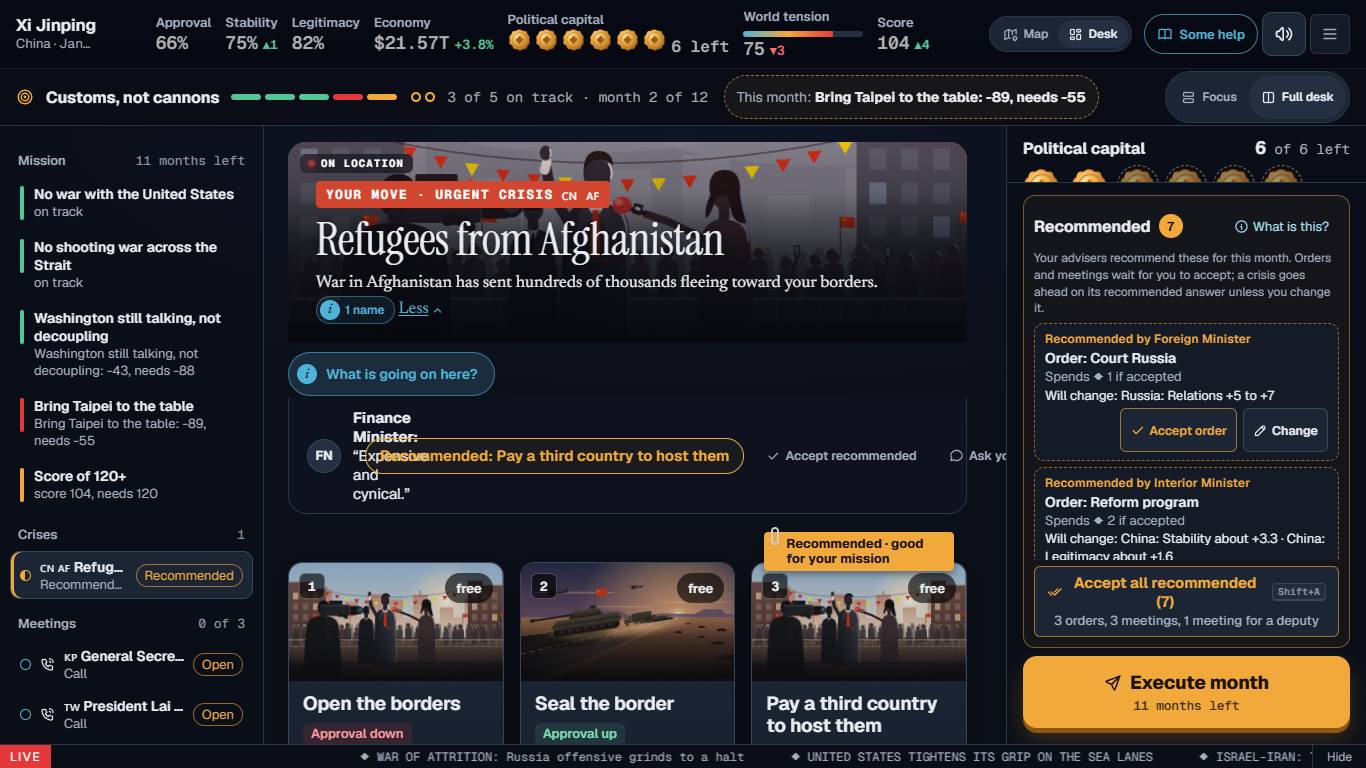 Xi Jinping
China · Jan…
Approval
66%
Stability
75% ▴1
Legitimacy
82%
Economy
$21.57T +3.8%
Political capital
6 left
World tension
75 ▾3
Score
104 ▴4
Map
Desk
Some help
Customs, not cannons
3 of 5 on track · month 2 of 12
This month: Bring Taipei to the table: -89, needs -55
Focus
Full desk
Mission
11 months left
No war with the United States
on track
No shooting war across the
Strait
on track
Washington still talking, not
decoupling
Washington still talking, not
decoupling: -43, needs -88
Bring Taipei to the table
Bring Taipei to the table: -89,
needs -55
Score of 120+
score 104, needs 120
Crises
1
CN AF Refug…
Recommend…
Recommended
Meetings
0 of 3
KP General Secre…
Call
Open
TW President Lai …
Call
Open
ON LOCATION
YOUR MOVE · URGENT CRISIS CN AF
Refugees from Afghanistan
War in Afghanistan has sent hundreds of thousands fleeing toward your borders.
i 1 name
Less
i What is going on here?
FN
Finance
Minister:
“Expensive
and
cynical.”
Recommended: Pay a third country to host them
Accept recommended
Ask yo
Recommended · good
for your mission
1
free
Open the borders
Approval down
2
free
Seal the border
Approval up
3
free
Pay a third country
to host them
Political capital
6 of 6 left
Recommended 7
What is this?
Your advisers recommend these for this month. Orders
and meetings wait for you to accept; a crisis goes
ahead on its recommended answer unless you change
it.
Recommended by Foreign Minister
Order: Court Russia
Spends ◆ 1 if accepted
Will change: Russia: Relations +5 to +7
Accept order
Change
Recommended by Interior Minister
Order: Reform program
Spends ◆ 2 if accepted
Will change: China: Stability about +3.3 · China:
Legitimacy about +1.6
Accept all recommended
(7)
Shift+A
3 orders, 3 meetings, 1 meeting for a deputy
Execute month
11 months left
LIVE
◆ WAR OF ATTRITION: Russia offensive grinds to a halt
◆ UNITED STATES TIGHTENS ITS GRIP ON THE SEA LANES
◆ ISRAEL-IRAN:
Hide